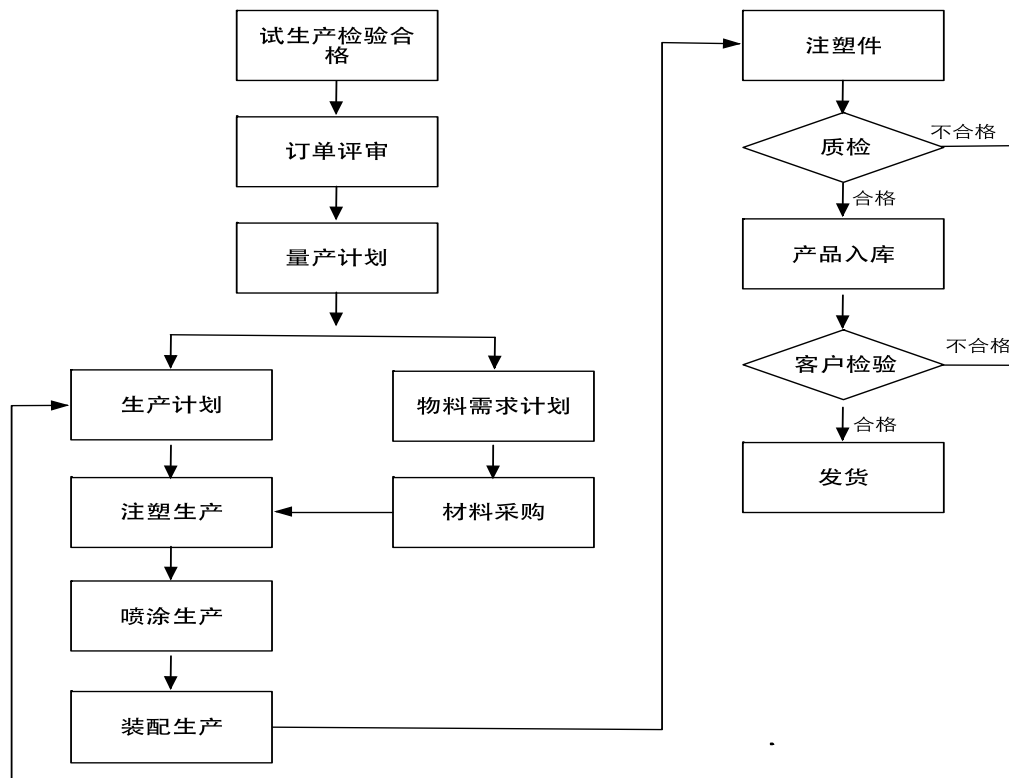 试生产检验合
格
订单评审
量产计划
生产计划
物料需求计划
注塑生产
材料采购
喷涂生产
装配生产
注塑件
质检
不合格
合格
产品入库
客户检验
不合格
合格
发货